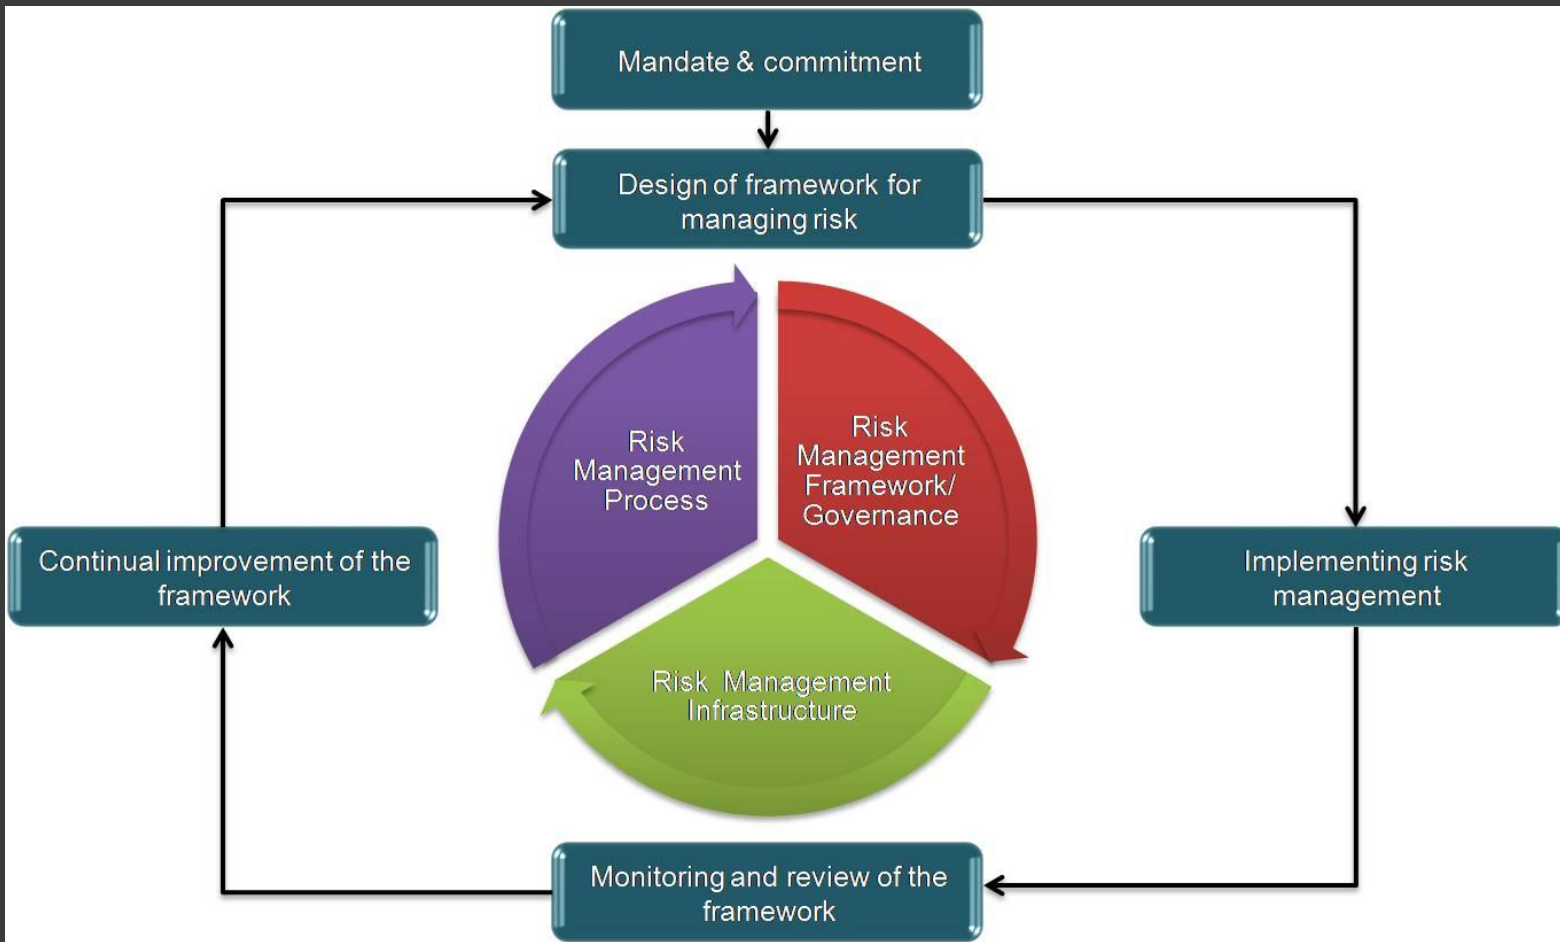 Mandate & commitment
Design of framework for
managing risk
Risk
Management
Process
Risk
Management
Framework/
Governance
Continual improvement of the
framework
Implementing risk
management
Risk Management
Infrastructure
Monitoring and review of the
framework